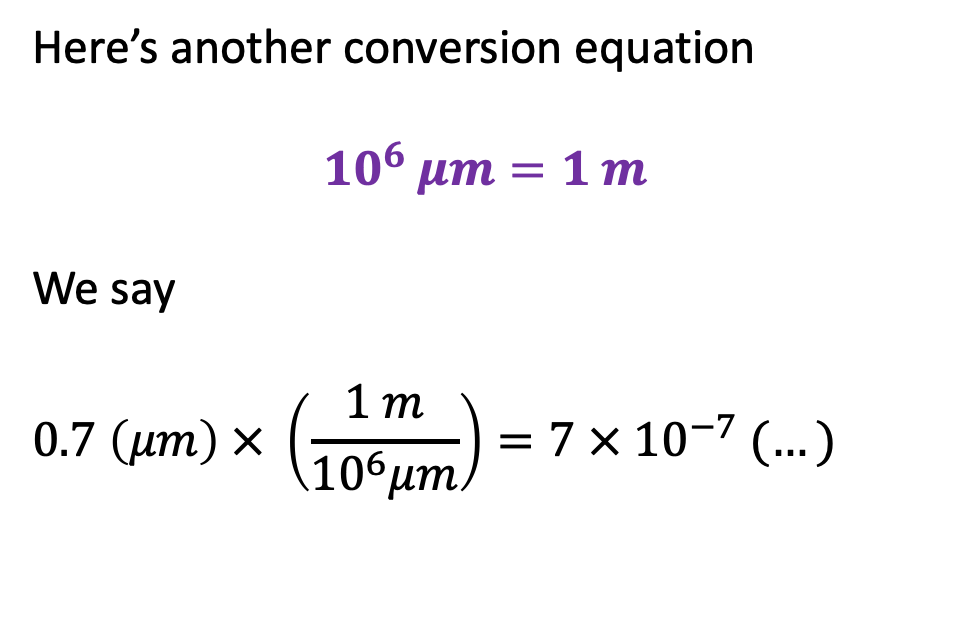 Here’s another conversion equation
10⁶ μm = 1 m
We say
0.7 (μm) × (1 m / 10⁶μm) = 7 × 10⁻⁷ (…)